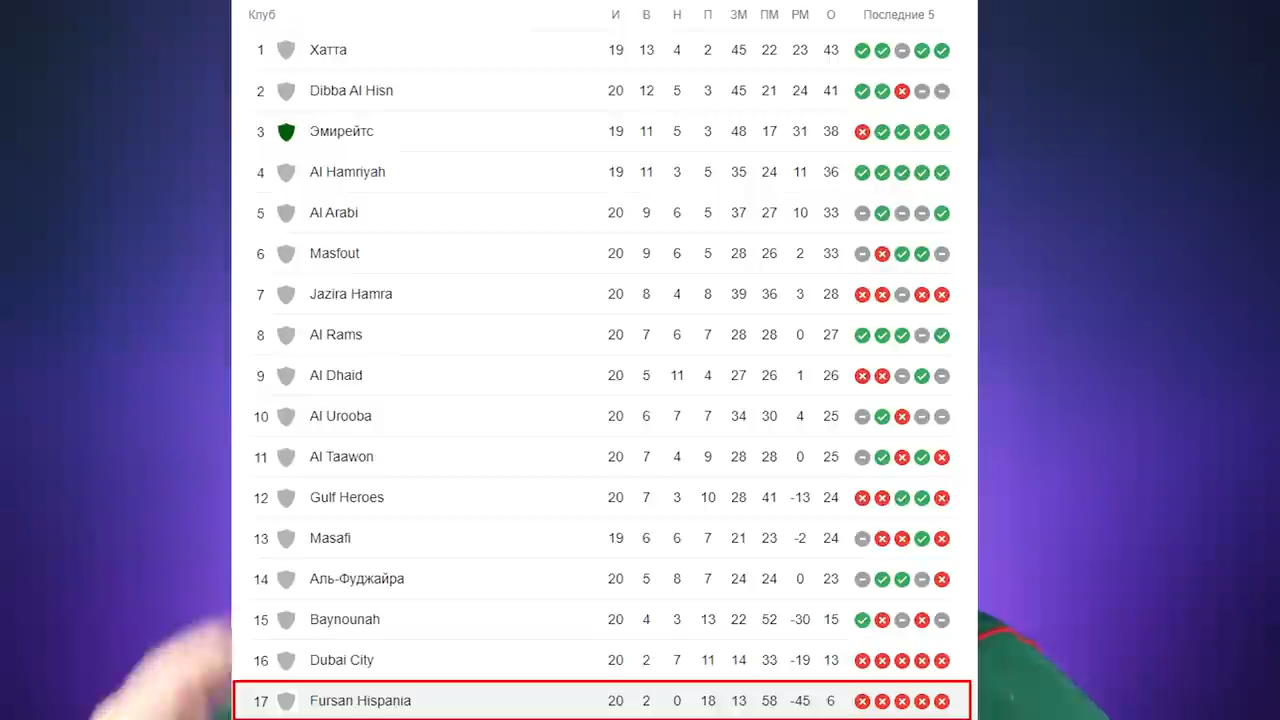 Клуб И В Н П ЗМ ПМ РМ О Последние 5
1 Хатта 19 13 4 2 45 22 23 43
2 Dibba Al Hisn 20 12 5 3 45 21 24 41
3 Эмирейтс 19 11 5 3 48 17 31 38
4 Al Hamriyah 19 11 3 5 35 24 11 36
5 Al Arabi 20 9 6 5 37 27 10 33
6 Masfout 20 9 6 5 28 26 2 33
7 Jazira Hamra 20 8 4 8 39 36 3 28
8 Al Rams 20 7 6 7 28 28 0 27
9 Al Dhaid 20 5 11 4 27 26 1 26
10 Al Urooba 20 6 7 7 34 30 4 25
11 Al Taawon 20 7 4 9 28 28 0 25
12 Gulf Heroes 20 7 3 10 28 41 -13 24
13 Masafi 19 6 6 7 21 23 -2 24
14 Аль-Фуджайра 20 5 8 7 24 24 0 23
15 Baynounah 20 4 3 13 22 52 -30 15
16 Dubai City 20 2 7 11 14 33 -19 13
17 Fursan Hispania 20 2 0 18 13 58 -45 6